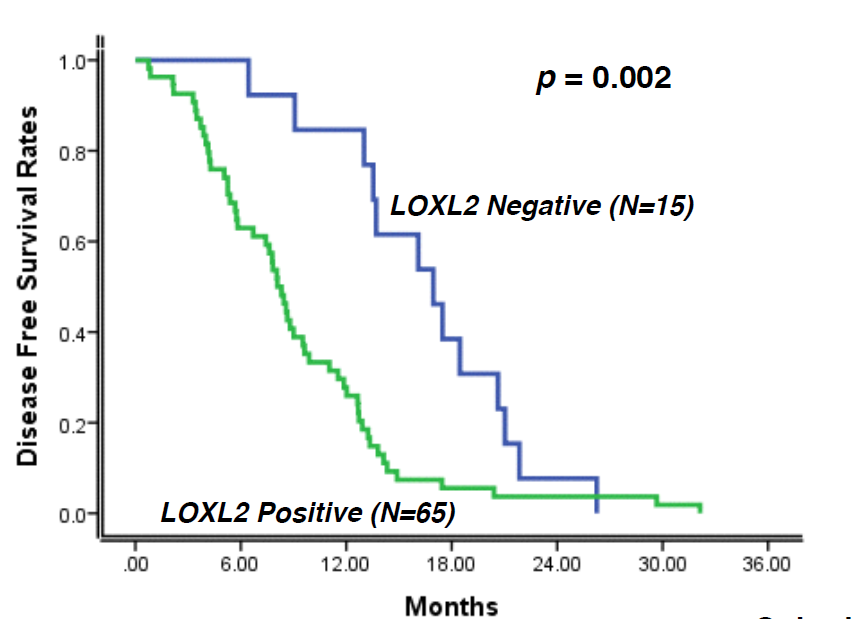 p = 0.002
Disease Free Survival Rates
1.0
0.8
0.6
0.4
0.2
0.0
LOXL2 Negative (N=15)
LOXL2 Positive (N=65)
.00 6.00 12.00 18.00 24.00 30.00 36.00
Months